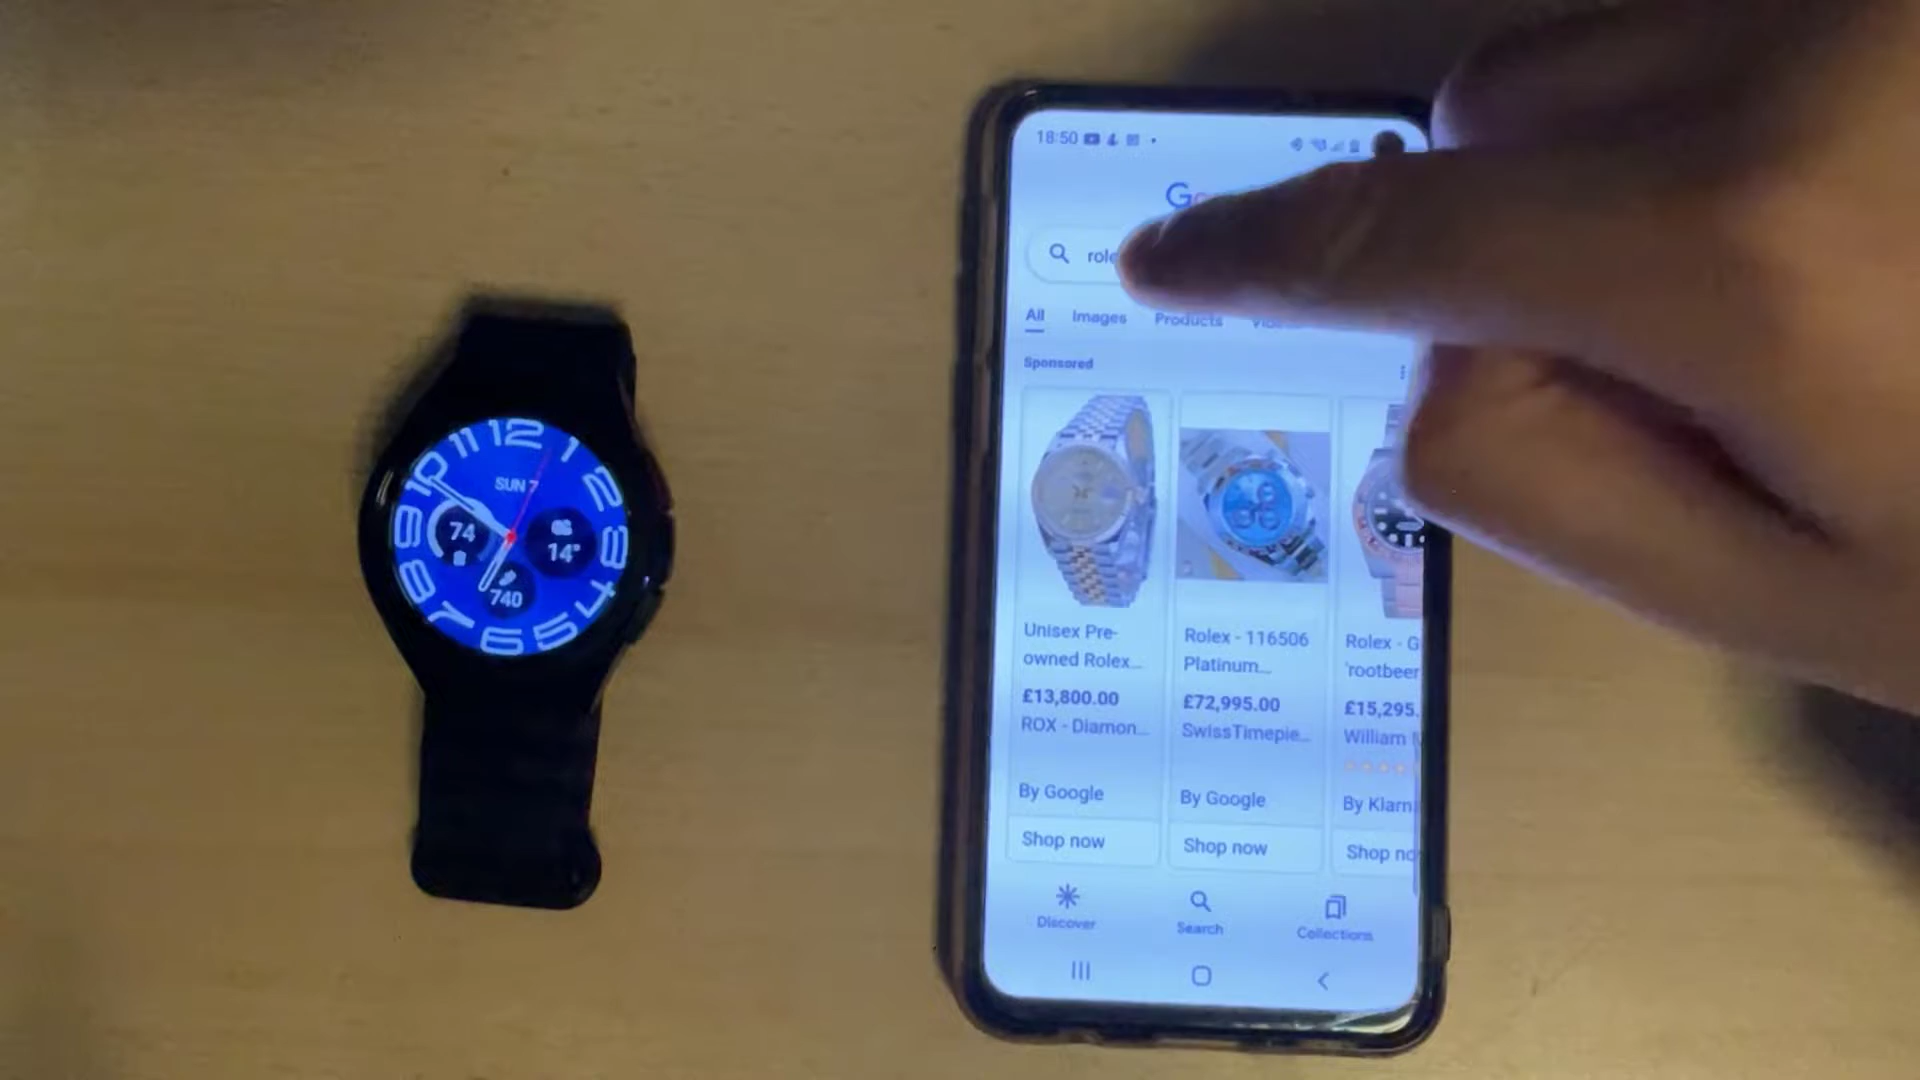 12
1
2
3
4
5
6
7
8
9
10
11
SUN 7
74
14°
740
18:50
G
role
All Images Products
Sponsored
Unisex Pre-
owned Rolex...
£13,800.00
ROX - Diamon...
By Google
Shop now
Rolex - 116506
Platinum...
£72,995.00
SwissTimepie...
By Google
Shop now
Rolex - G
'rootbeer
£15,295.
William
By Klarn
Shop no
Discover
Search
Collections